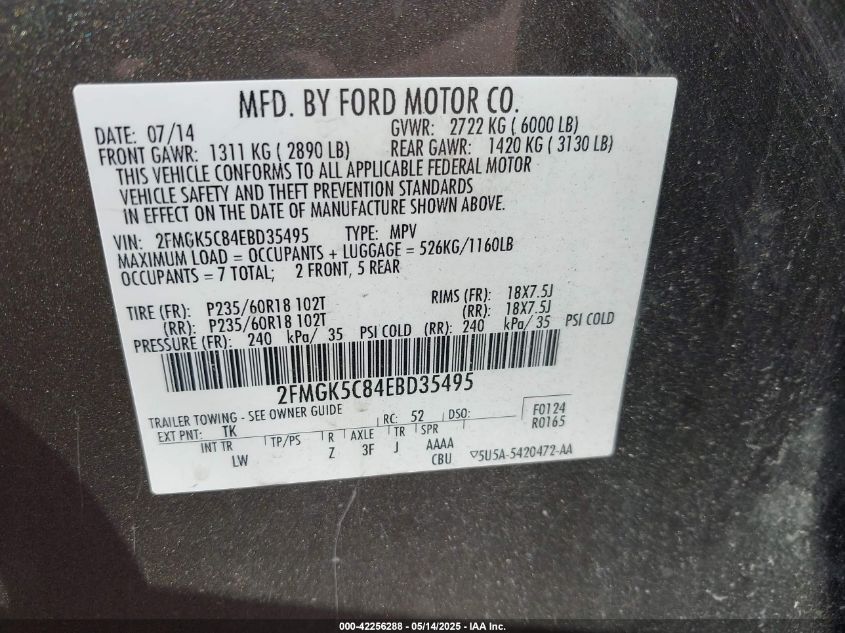 MFD. BY FORD MOTOR CO.
DATE: 07/14 GVWR: 2722 KG ( 6000 LB)
FRONT GAWR: 1311 KG ( 2890 LB) REAR GAWR: 1420 KG ( 3130 LB)
THIS VEHICLE CONFORMS TO ALL APPLICABLE FEDERAL MOTOR
VEHICLE SAFETY AND THEFT PREVENTION STANDARDS
IN EFFECT ON THE DATE OF MANUFACTURE SHOWN ABOVE.
VIN: 2FMGK5C84EBD35495 TYPE: MPV
MAXIMUM LOAD = OCCUPANTS + LUGGAGE = 526KG/1160LB
OCCUPANTS = 7 TOTAL; 2 FRONT, 5 REAR
TIRE (FR): P235/60R18 102T RIMS (FR): 18X7.5J
(RR): P235/60R18 102T (RR): 18X7.5J
PRESSURE (FR): 240 kPa/ 35 PSI COLD (RR): 240 kPa/ 35 PSI COLD
2FMGK5C84EBD35495
TRAILER TOWING - SEE OWNER GUIDE
EXT PNT: TK RC: 52 DSO: F0124
R0165
INT TR TP/PS R AXLE TR SPR
LW Z 3F J AAAA
CBU ▽5U5A-5420472-AA
000-42256288 - 05/14/2025 - IAA Inc.